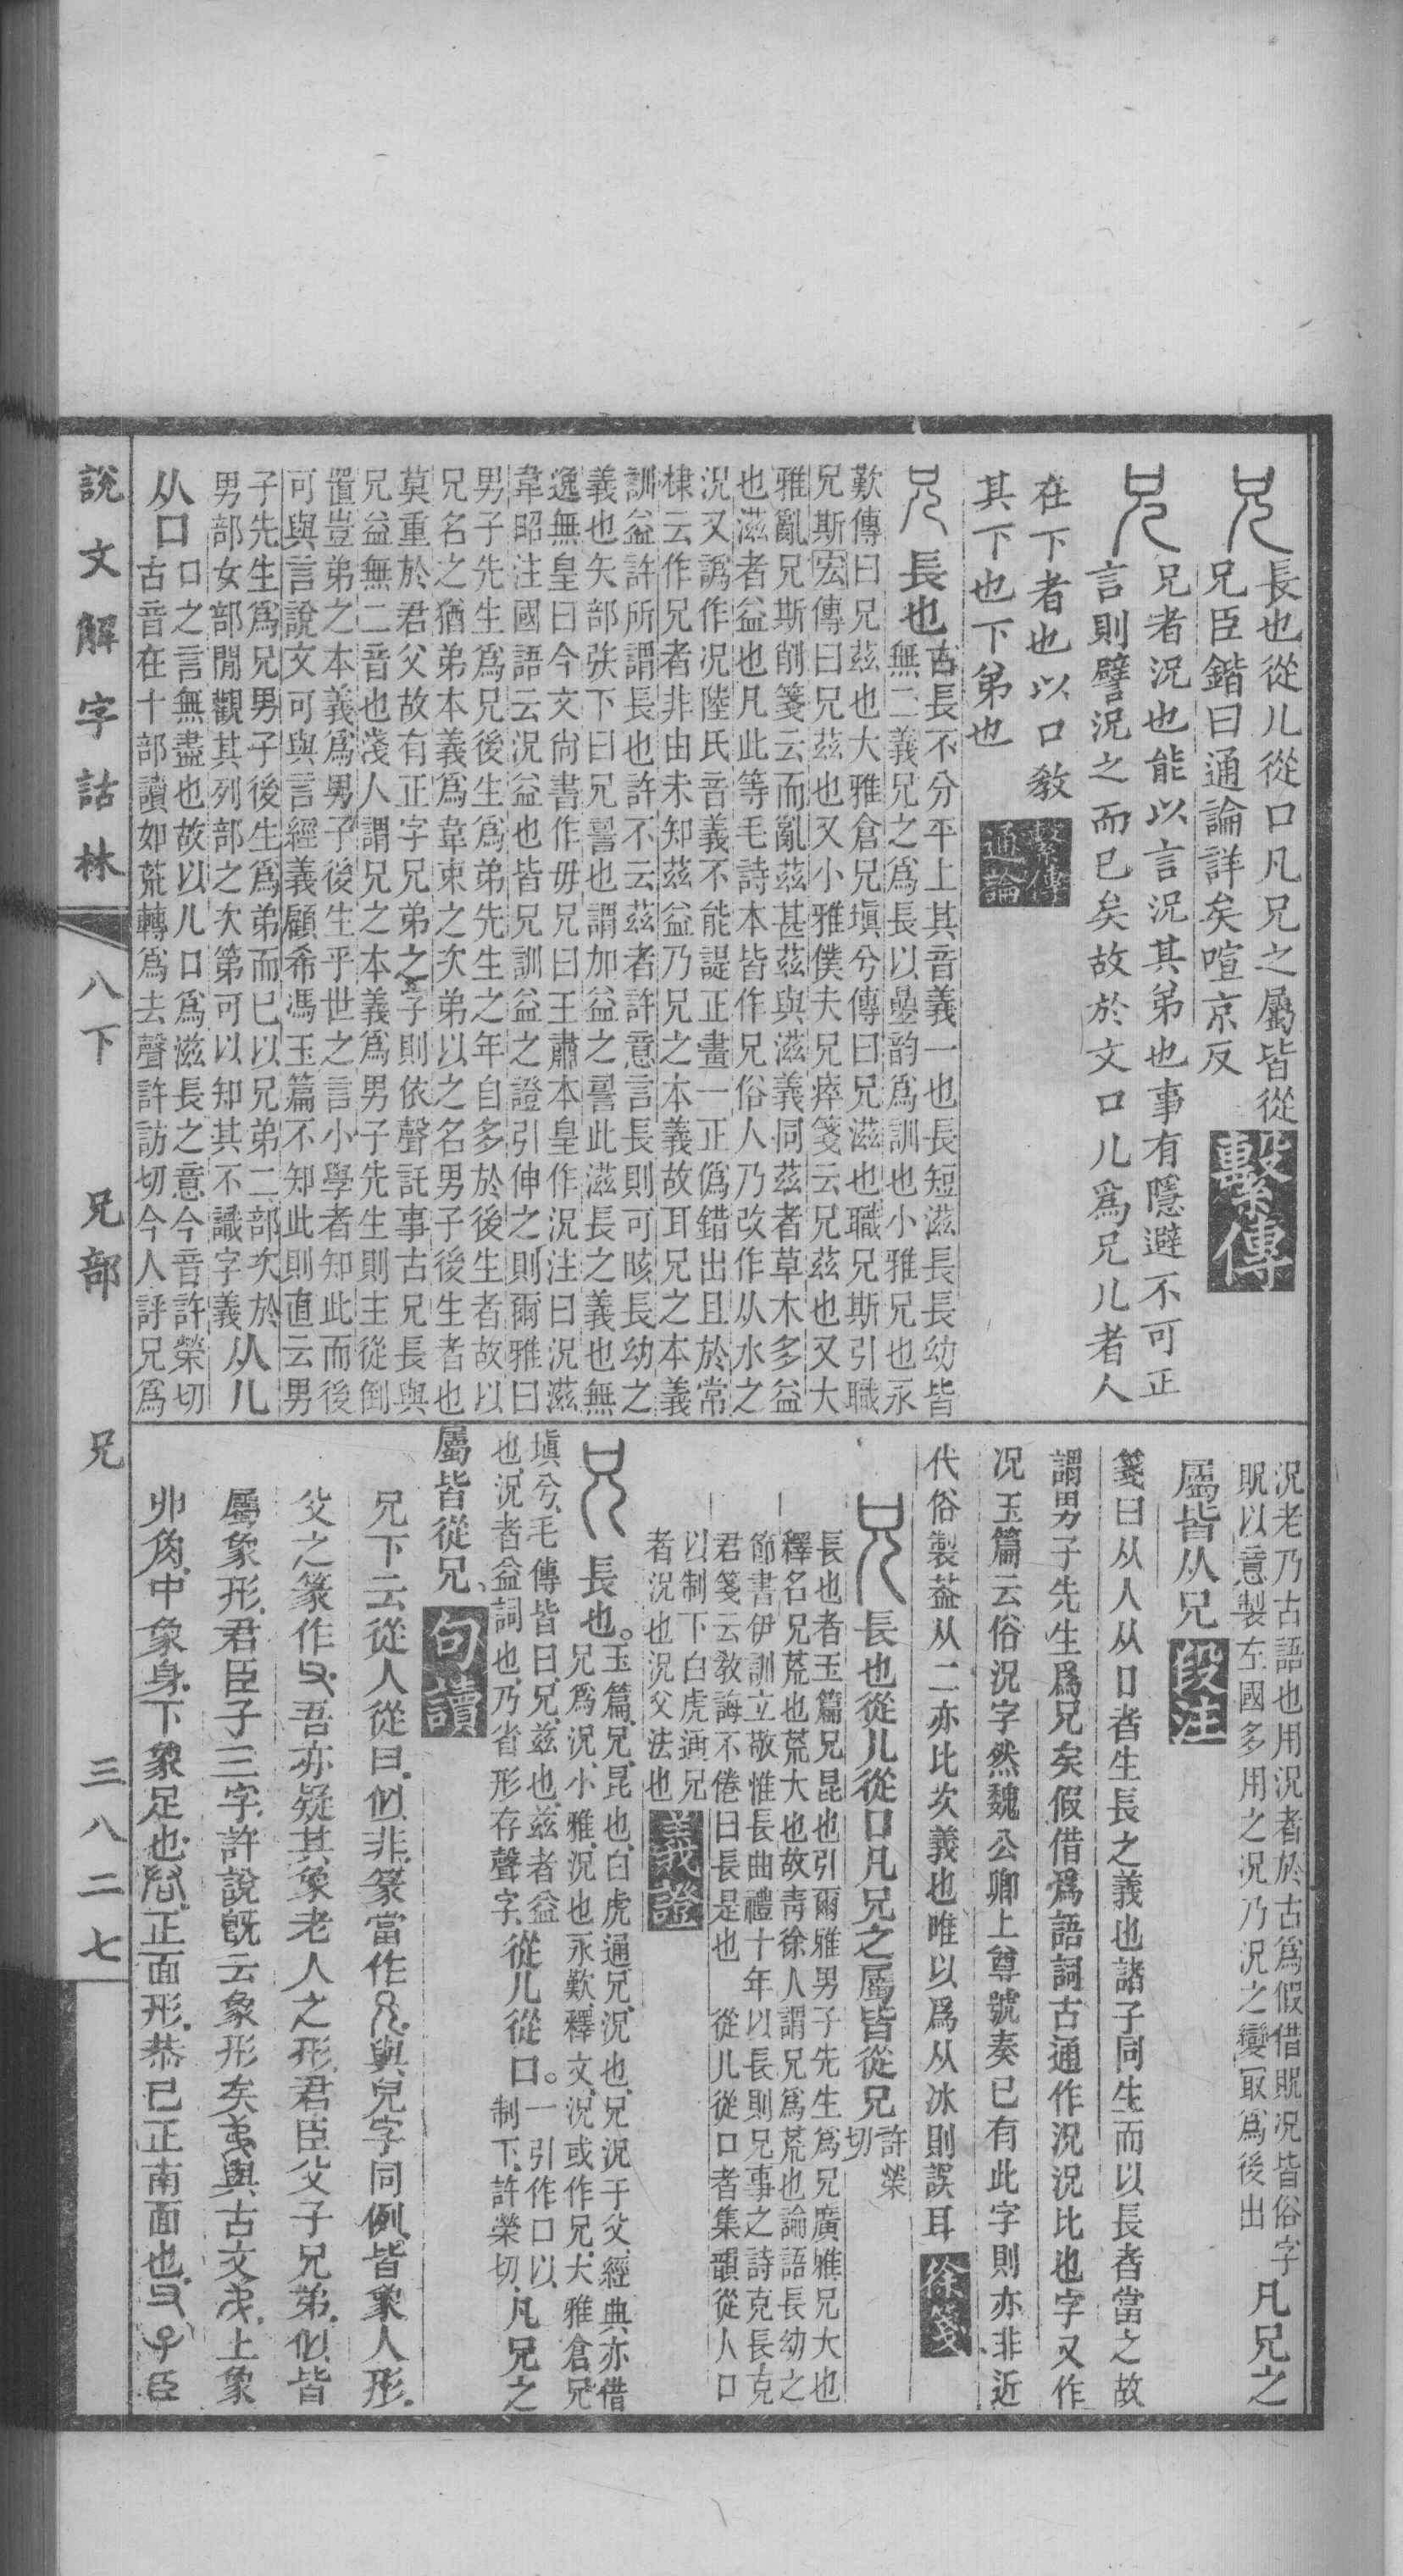 長也從儿從口凡兄之屬皆從
兄臣鍇曰通論詳矣喧京反
繫傳
兄者況也能以言況其弟也事有隱避不可正
言則譬況之而已矣故於文口儿爲兄儿者人
在下者也以口教
其下也下弟也
繫傳
通論
長也
古長不分平上其音義一也長短滋長長幼皆
無二義兄之爲長以曡韵爲訓也小雅兄也永
歎傳曰兄茲也大雅倉兄塡兮傳曰兄滋也職兄斯引職
兄斯宏傳曰兄茲也又小雅僕夫兄瘁箋云兄茲也又大
雅亂兄斯削箋云而亂茲甚茲與滋義同茲者草木多益
也滋者益也凡此等毛詩本皆作兄俗人乃改作从水之
況又譌作况陸氏音義不能諟正畫一正僞錯出且於常
棣云作兄者非由未知茲益乃兄之本義故耳兄之本義
訓益許所謂長也許不云茲者許意言長則可晐長幼之
義也矢部㢮下曰兄詈也謂加益之詈此滋長之義也無
逸無皇曰今文尙書作毋兄曰王肅本皇作況注曰況滋
韋昭注國語云況益也皆兄訓益之證引伸之則爾雅曰
男子先生爲兄後生爲弟先生之年自多於後生者故以
兄名之猶弟本義爲韋束之次弟以之名男子後生者也
莫重於君父故有正字兄弟之字則依聲託事古兄長與
兄益無二音也淺人謂兄之本義爲男子先生則主從倒
置豈弟之本義爲男子後生乎世之言小學者知此而後
可與言說文可與言經義顧希馮玉篇不知此則直云男
子先生爲兄男子後生爲弟而已以兄弟二部次於
男部女部閒觀其列部之次第可以知其不識字義
从儿
从口
口之言無盡也故以儿口爲滋長之意今音許榮切
古音在十部讀如荒轉爲去聲許訪切今人評兄爲
況老乃古語也用況者於古爲假借貺况皆俗字
貺以意製左國多用之况乃況之變取爲後出
凡兄之
屬皆从兄
段注
箋曰从人从口者生長之義也諸子同生而以長者當之故
謂男子先生爲兄矣假借爲語詞古通作況況比也字又作
况玉篇云俗況字然魏公卿上尊號奏已有此字則亦非近
代俗製葢从二亦比次義也唯以爲从冰則誤耳
徐箋
長也從儿從口凡兄之屬皆從兄
許榮
切
長也者玉篇兄昆也引爾雅男子先生爲兄廣雅兄大也
釋名兄荒也荒大也故靑徐人謂兄爲荒也論語長幼之
節書伊訓立敬惟長曲禮十年以長則兄事之詩克長克
君箋云敎誨不倦曰長是也　從儿從口者集韻從人口
以制下白虎通兄
者況也況父法也
義證
長也。
玉篇、兄、昆也、白虎通、兄、況也、兄況于父、經典亦借
兄爲況、小雅、況也永歎、釋文、況或作兄、大雅倉兄
塡兮、毛傳皆曰、兄、茲也、茲者益
也、況者益詞也、乃省形存聲字、
從儿從口。
一引作口以
制下、許榮切、
凡兄之
屬皆從兄、
句讀
兄下云從人從曰、似非、篆當作、與兒字同例、皆象人形、
父之篆作、吾亦疑其象老人之形、君臣父子兄弟、似皆
屬象形、君臣子三字、許說旣云象形矣、與古文、上象
丱角、中象身、下象足也、正面形、恭已正南面也、臣
說文解字詁林
八下
兄部
兄
三八二七